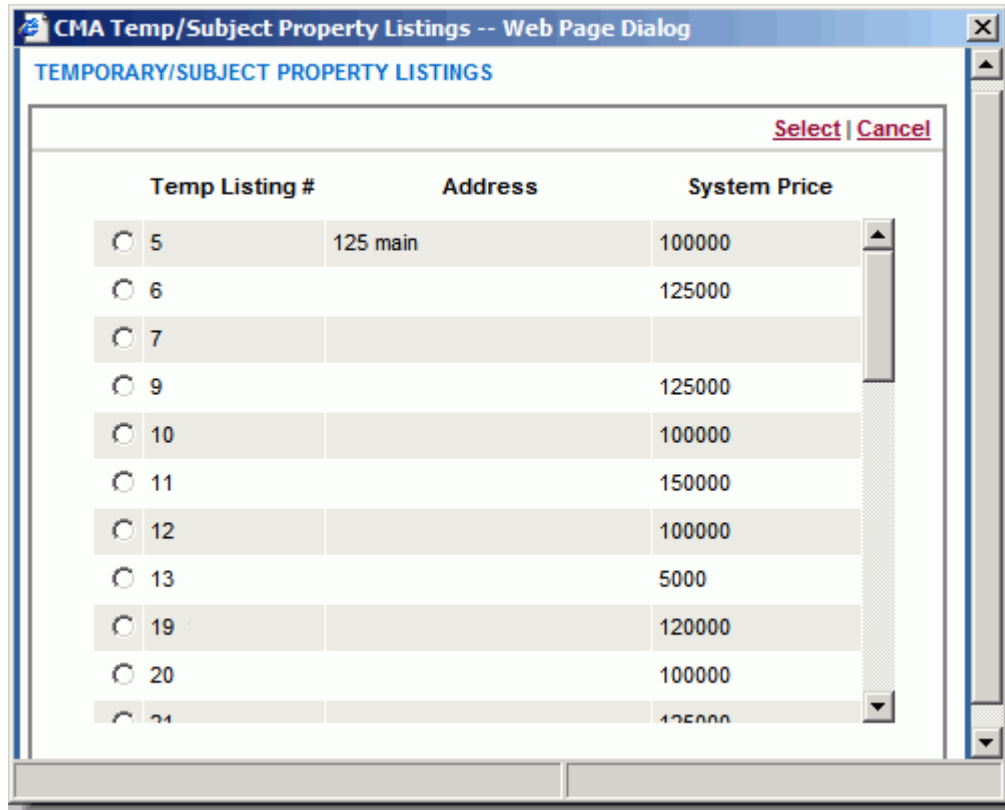 CMA Temp/Subject Property Listings -- Web Page Dialog
TEMPORARY/SUBJECT PROPERTY LISTINGS
Select | Cancel
Temp Listing # Address System Price
5 125 main 100000
6 125000
7
9 125000
10 100000
11 150000
12 100000
13 5000
19 120000
20 100000
21 125000